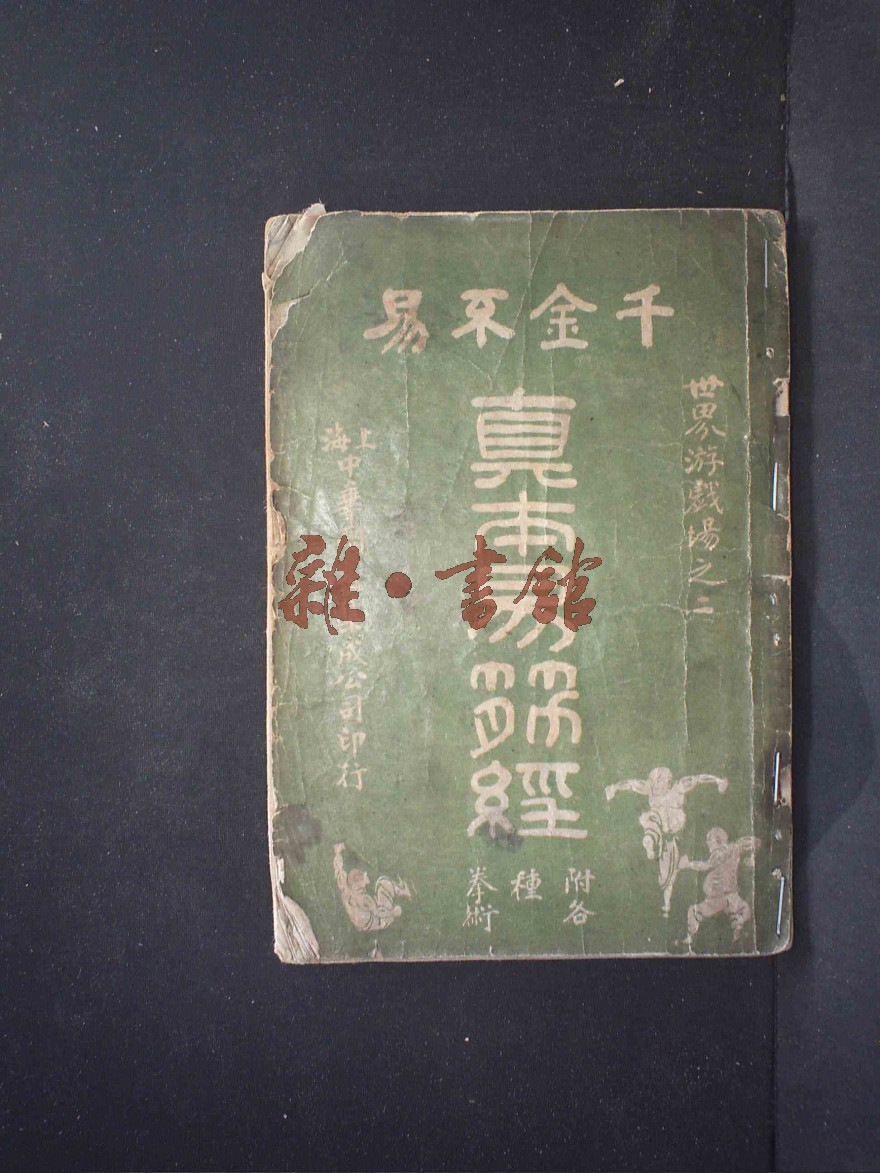 千金不易
世界游戲場之二
真本易筋經
附各種拳術
上海中華
成公司印行
雜·書館